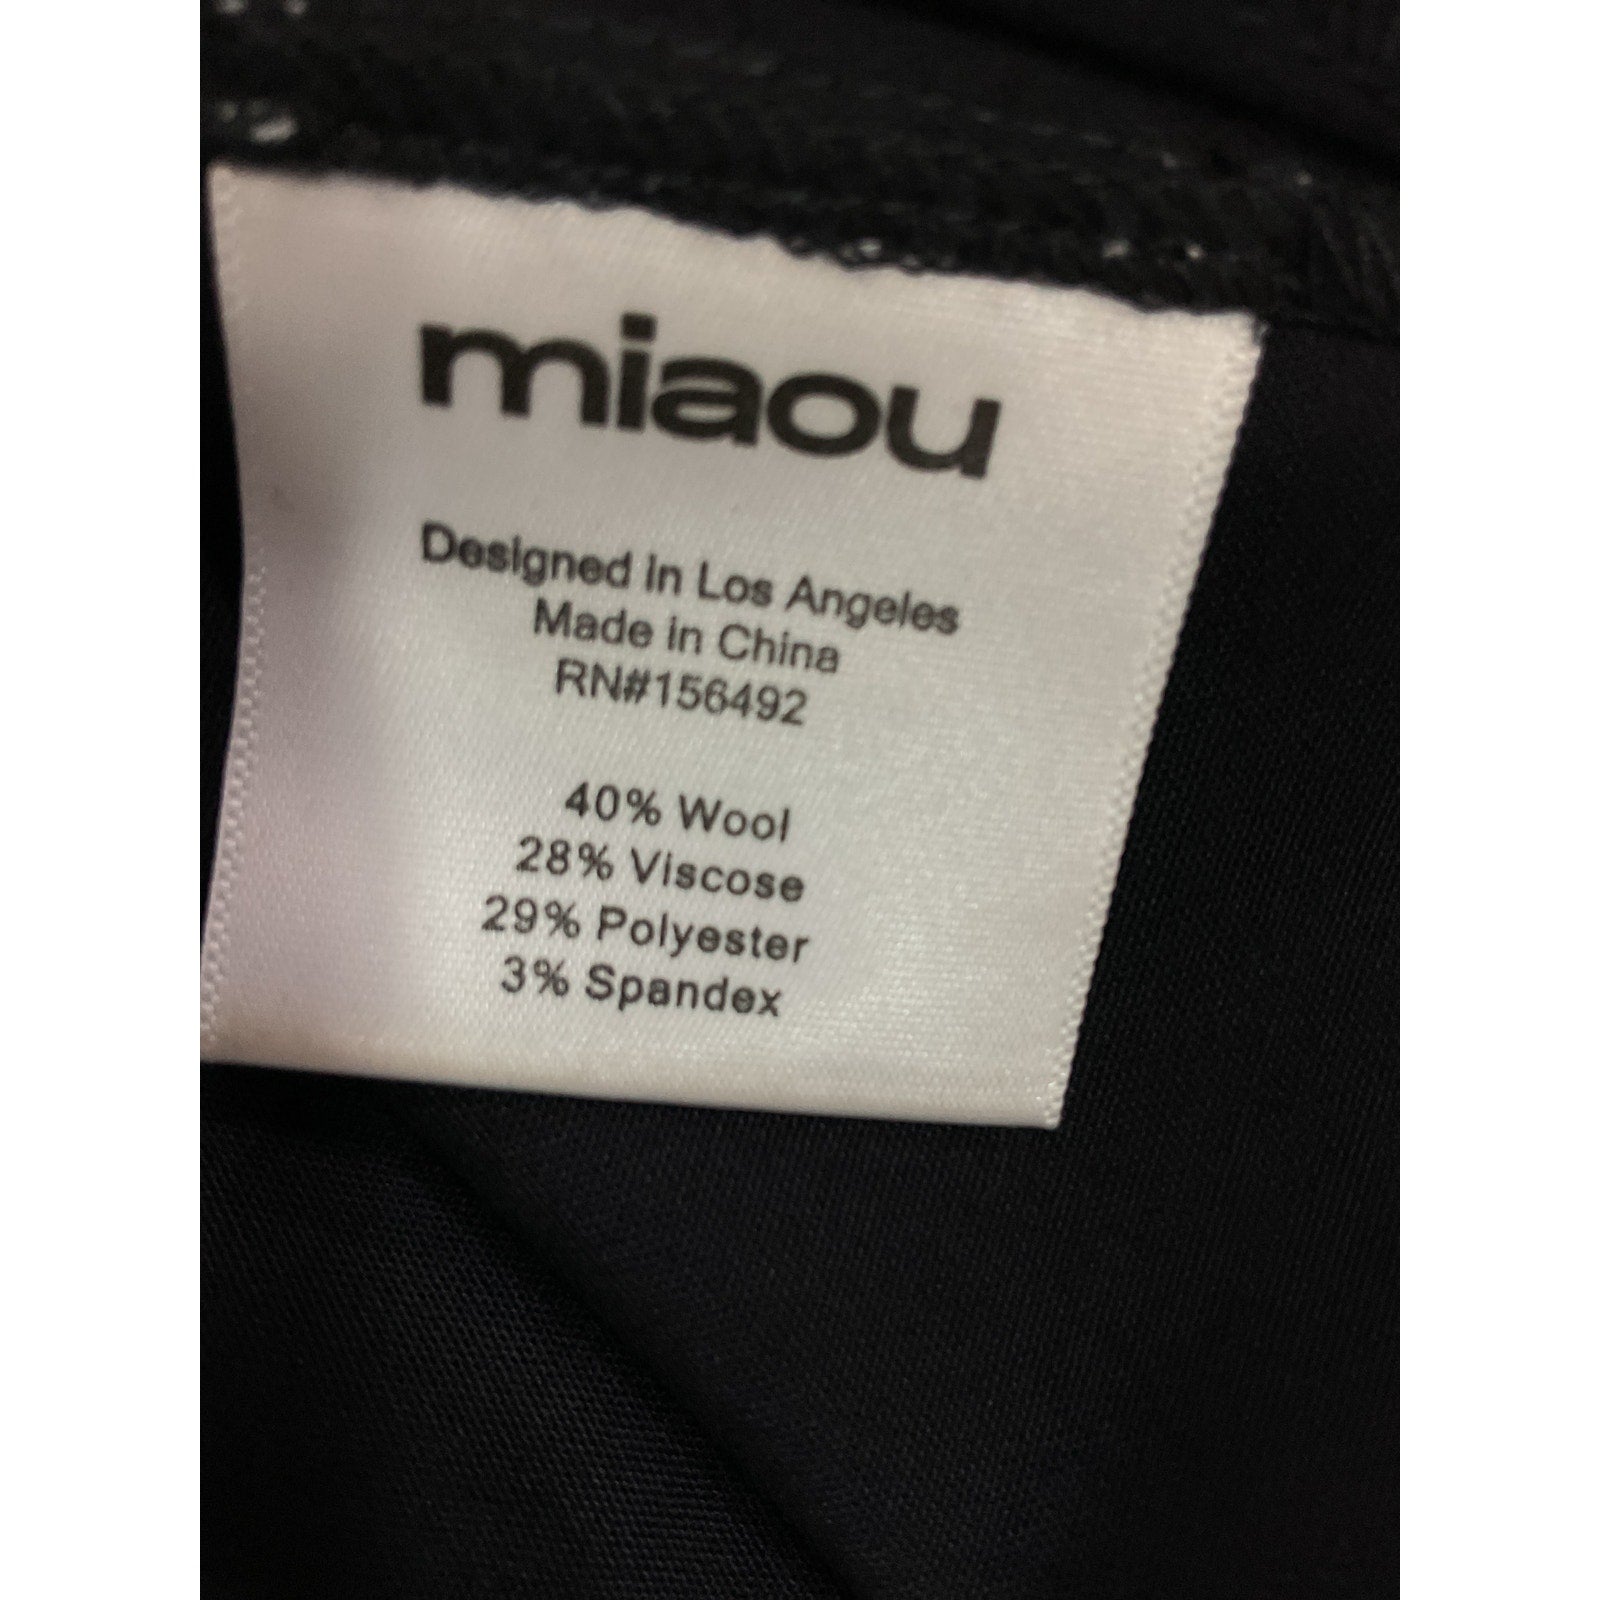 miaou
Designed in Los Angeles
Made in China
RN#156492
40% Wool
28% Viscose
29% Polyester
3% Spandex